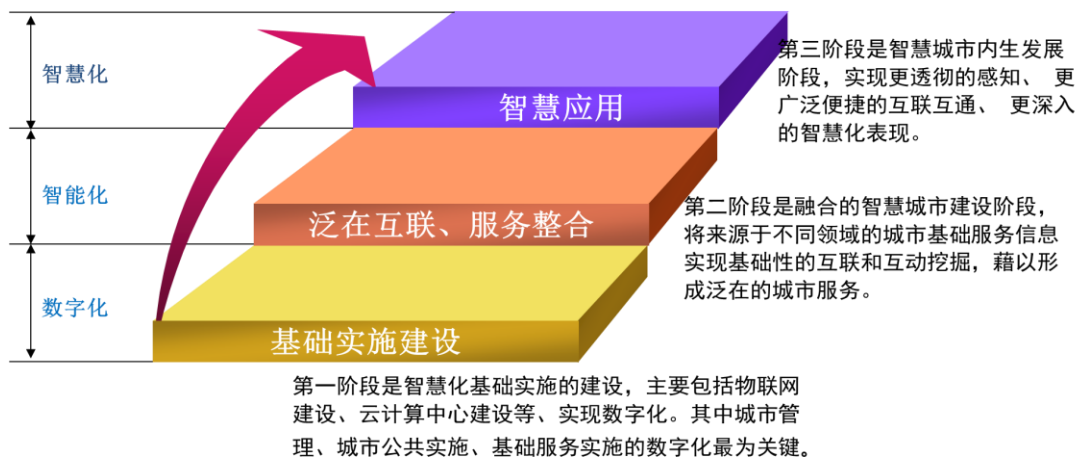 智慧化
智慧应用
第三阶段是智慧城市内生发展
阶段，实现更透彻的感知、 更
广泛便捷的互联互通、 更深入
的智慧化表现。
智能化
泛在互联、服务整合
第二阶段是融合的智慧城市建设阶段，
将来源于不同领域的城市基础服务信息
实现基础性的互联和互动挖掘，藉以形
成泛在的城市服务。
数字化
基础实施建设
第一阶段是智慧化基础实施的建设，主要包括物联网
建设、云计算中心建设等、实现数字化。其中城市管
理、城市公共实施、基础服务实施的数字化最为关键。